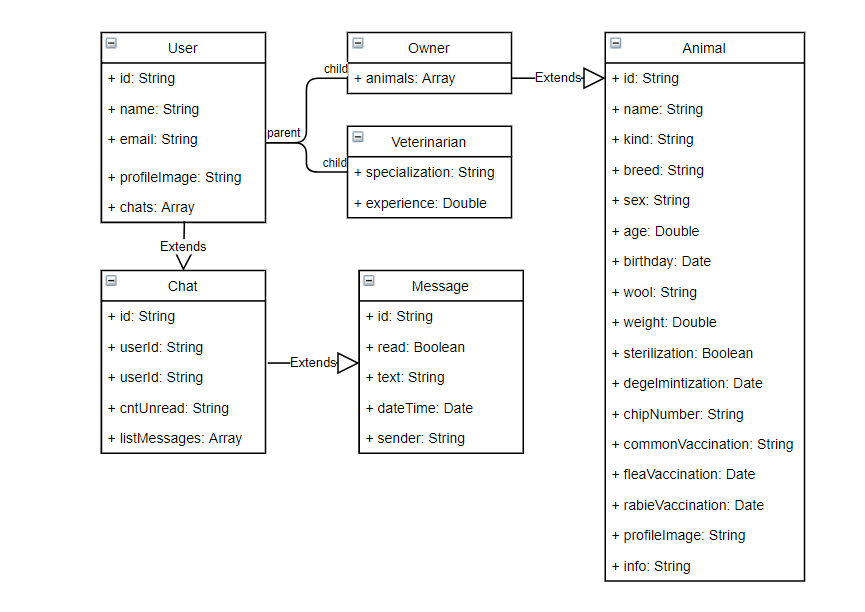 User
+ id: String
+ name: String
+ email: String
+ profileImage: String
+ chats: Array
parent
child
child
Owner
+ animals: Array
Extends
Veterinarian
+ specialization: String
+ experience: Double
Animal
+ id: String
+ name: String
+ kind: String
+ breed: String
+ sex: String
+ age: Double
+ birthday: Date
+ wool: String
+ weight: Double
+ sterilization: Boolean
+ degelmintization: Date
+ chipNumber: String
+ commonVaccination: String
+ fleaVaccination: Date
+ rabieVaccination: Date
+ profileImage: String
+ info: String
Extends
Chat
+ id: String
+ userId: String
+ userId: String
+ cntUnread: String
+ listMessages: Array
Extends
Message
+ id: String
+ read: Boolean
+ text: String
+ dateTime: Date
+ sender: String